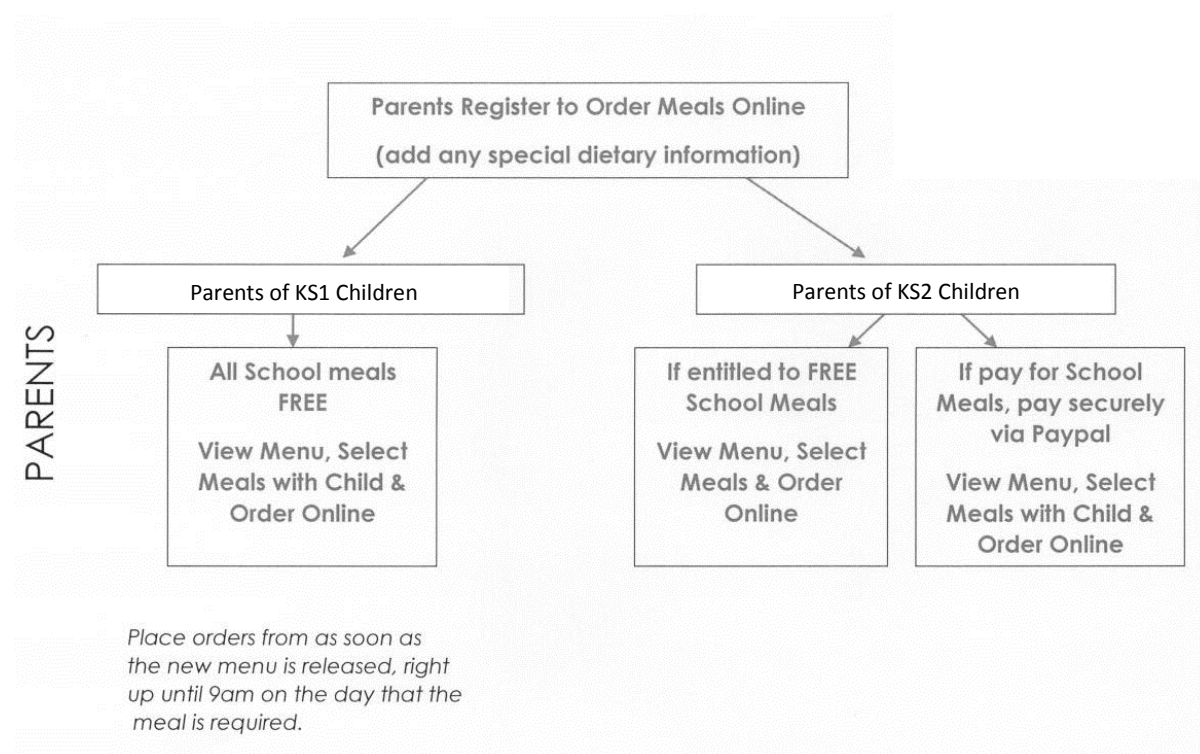 Parents Register to Order Meals Online
(add any special dietary information)
Parents of KS1 Children
Parents of KS2 Children
PARENTS
All School meals
FREE
View Menu, Select
Meals with Child &
Order Online
If entitled to FREE
School Meals
View Menu, Select
Meals & Order
Online
If pay for School
Meals, pay securely
via Paypal
View Menu, Select
Meals with Child &
Order Online
Place orders from as soon as
the new menu is released, right
up until 9am on the day that the
meal is required.